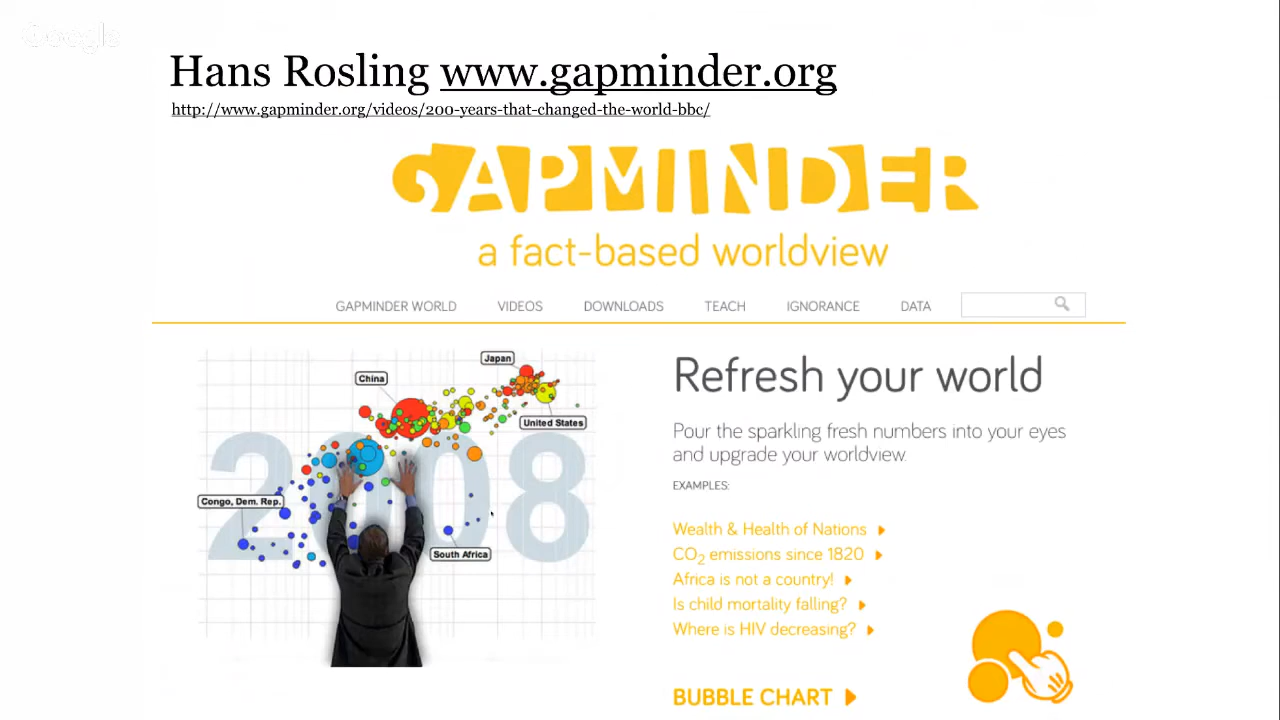 Google
Hans Rosling www.gapminder.org
http://www.gapminder.org/videos/200-years-that-changed-the-world-bbc/
GAPMINDER
a fact-based worldview
GAPMINDER WORLD VIDEOS DOWNLOADS TEACH IGNORANCE DATA
2008
Japan
China
United States
Congo, Dem. Rep.
South Africa
Refresh your world
Pour the sparkling fresh numbers into your eyes
and upgrade your worldview.
EXAMPLES:
Wealth & Health of Nations
CO2 emissions since 1820
Africa is not a country!
Is child mortality falling?
Where is HIV decreasing?
BUBBLE CHART